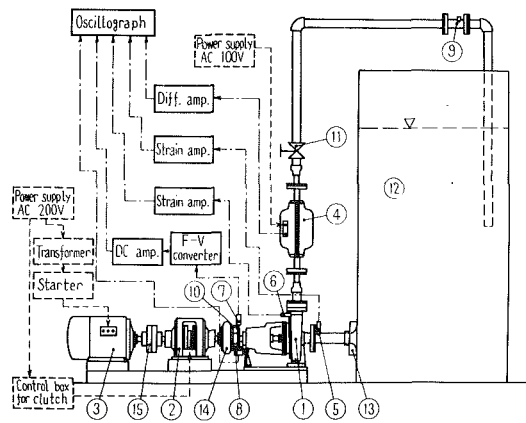 Oscillograph
Power supply
AC 100V
Diff. amp.
Strain amp.
Strain amp.
Power supply
AC 200V
Transformer
Starter
DC amp.
F-V
converter
Control box
for clutch
9
11
12
4
6
7
10
3
15
2
14
8
1
5
13